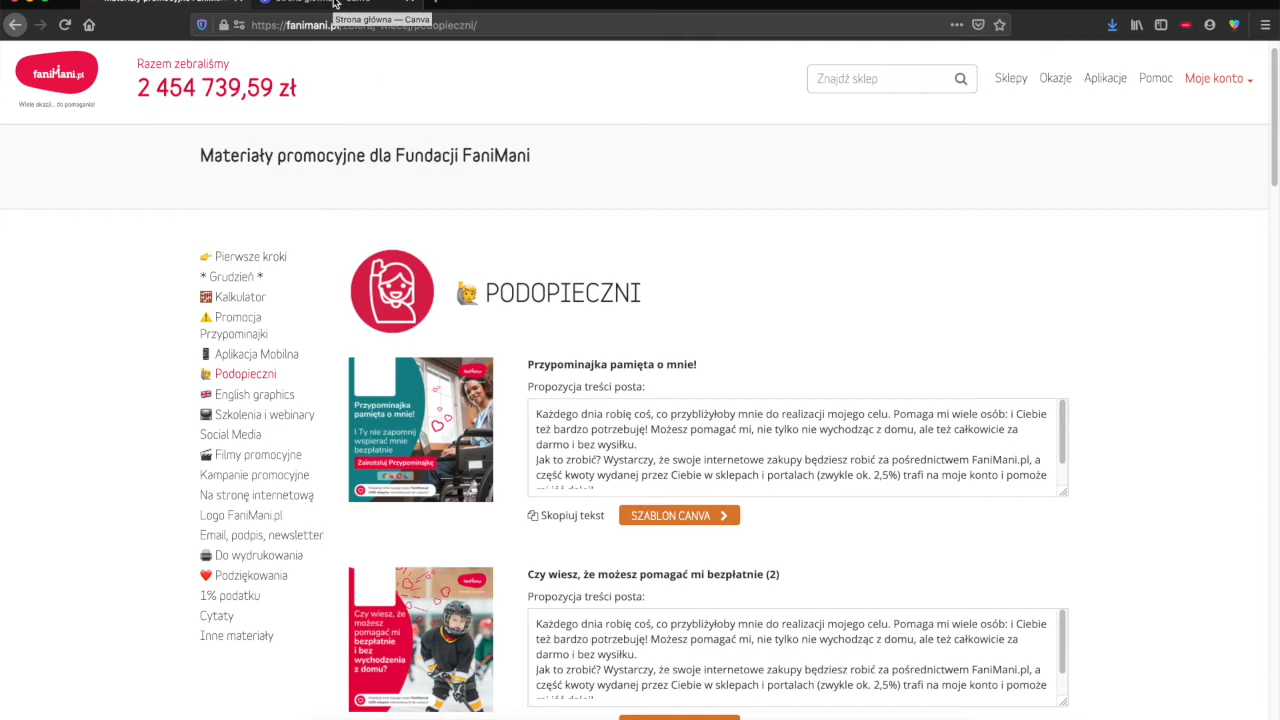 Strona główna — Canva
https://fanimani.pl
faniMani.pl
Wiele okazji... do pomagania!
Razem zebraliśmy
2 454 739,59 zł
Znajdź sklep
Sklepy
Okazje
Aplikacje
Pomoc
Moje konto
Materiały promocyjne dla Fundacji FaniMani
👉 Pierwsze kroki
* Grudzień *
🧮 Kalkulator
⚠️ Promocja
Przypominajki
📱 Aplikacja Mobilna
🙋 Podopieczni
🇬🇧 English graphics
Szkolenia i webinary
Social Media
🎬 Filmy promocyjne
Kampanie promocyjne
Na stronę internetową
Logo FaniMani.pl
Email, podpis, newsletter
🖨️ Do wydrukowania
❤️ Podziękowania
1% podatku
Cytaty
Inne materiały
🙋 PODOPIECZNI
Przypominajka
pamięta o mnie!
I Ty nie zapomnij
wspierać mnie
bezpłatnie
Zainstaluj Przypominajkę
Przypominajka pamięta o mnie!
Propozycja treści posta:
Każdego dnia robię coś, co przybliżyłoby mnie do realizacji mojego celu. Pomaga mi wiele osób: i Ciebie
też bardzo potrzebuję! Możesz pomagać mi, nie tylko nie wychodząc z domu, ale też całkowicie za
darmo i bez wysiłku.
Jak to zrobić? Wystarczy, że swoje internetowe zakupy będziesz robić za pośrednictwem FaniMani.pl, a
część kwoty wydanej przez Ciebie w sklepach i portalach (zwykle ok. 2,5%) trafi na moje konto i pomoże
Skopiuj tekst
SZABLON CANVA
Czy wiesz, że
możesz
pomagać mi
bezpłatnie
i bez
wychodzenia
z domu?
Czy wiesz, że możesz pomagać mi bezpłatnie (2)
Propozycja treści posta:
Każdego dnia robię coś, co przybliżyłoby mnie do realizacji mojego celu. Pomaga mi wiele osób: i Ciebie
też bardzo potrzebuję! Możesz pomagać mi, nie tylko nie wychodząc z domu, ale też całkowicie za
darmo i bez wysiłku.
Jak to zrobić? Wystarczy, że swoje internetowe zakupy będziesz robić za pośrednictwem FaniMani.pl, a
część kwoty wydanej przez Ciebie w sklepach i portalach (zwykle ok. 2,5%) trafi na moje konto i pomoże